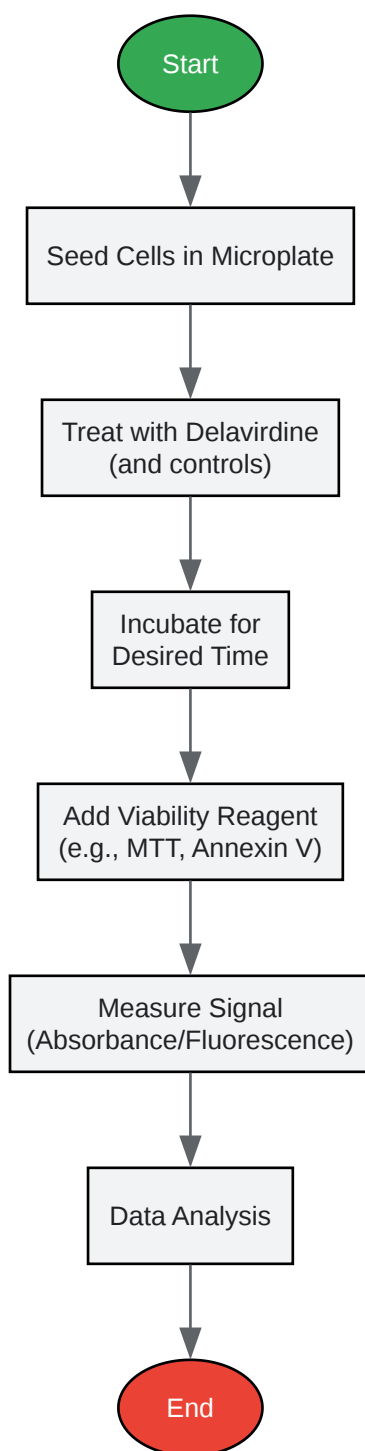 Start
Seed Cells in Microplate
Treat with Delavirdine
(and controls)
Incubate for
Desired Time
Add Viability Reagent
(e.g., MTT, Annexin V)
Measure Signal
(Absorbance/Fluorescence)
Data Analysis
End